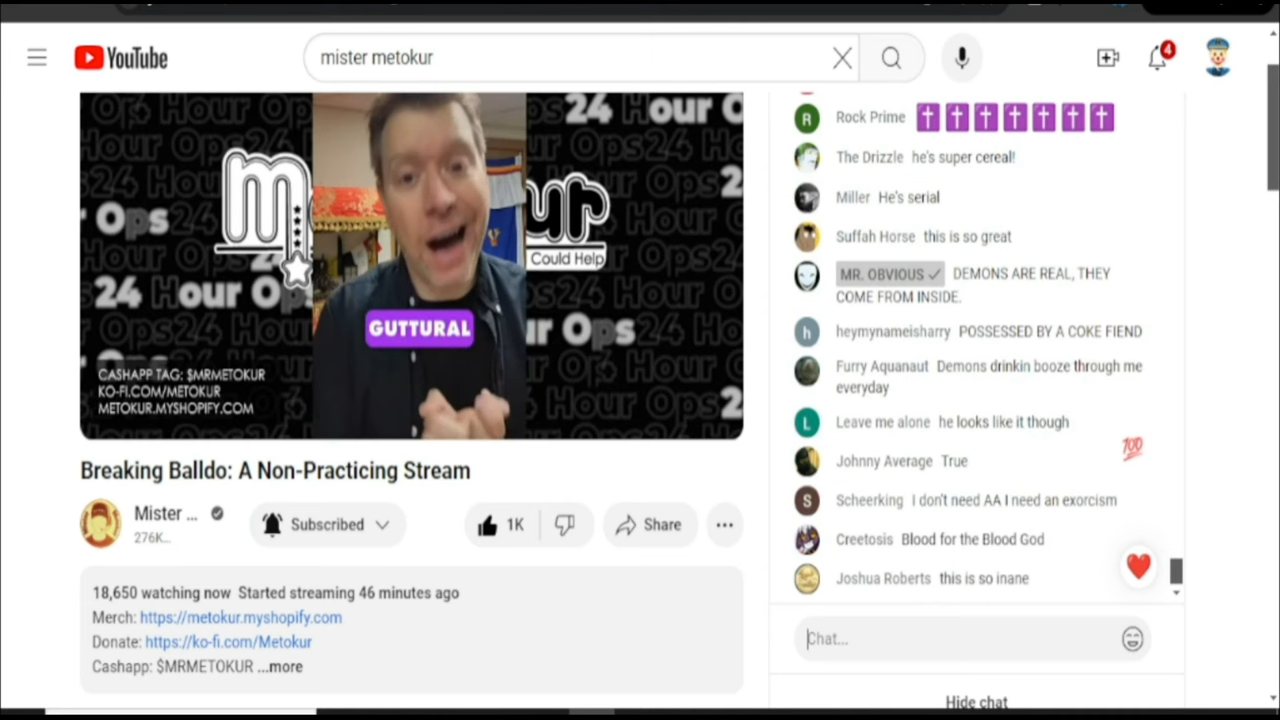 YouTube
mister metokur
4
24 Hour
Ops
24 Hour Ops
ur
Could Help
GUTTURAL
CASHAPP TAG: $MRMETOKUR
KO-FI.COM/METOKUR
METOKUR.MYSHOPIFY.COM
Breaking Balldo: A Non-Practicing Stream
Mister ...
276K...
Subscribed
1K
Share
18,650 watching now Started streaming 46 minutes ago
Merch: https://metokur.myshopify.com
Donate: https://ko-fi.com/Metokur
Cashapp: $MRMETOKUR ...more
R Rock Prime
The Drizzle he's super cereal!
Miller He's serial
Suffah Horse this is so great
MR. OBVIOUS DEMONS ARE REAL, THEY
COME FROM INSIDE.
h heymynameisharry POSSESSED BY A COKE FIEND
Furry Aquanaut Demons drinkin booze through me
everyday
L Leave me alone he looks like it though
100
Johnny Average True
S Scheerking I don't need AA I need an exorcism
Creetosis Blood for the Blood God
Joshua Roberts this is so inane
Chat...
Hide chat